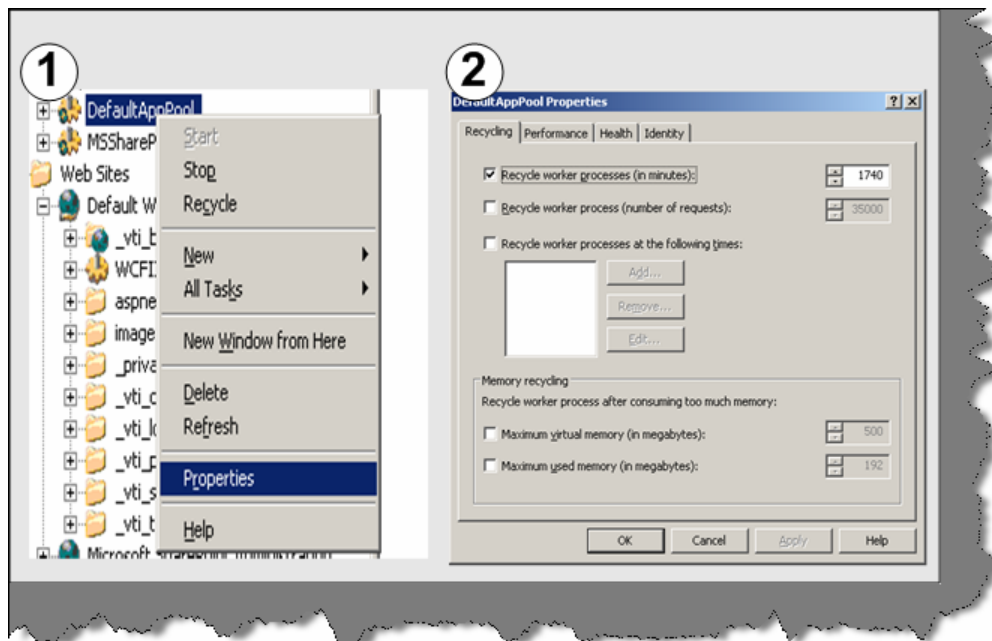 1
DefaultAppPool
MSShareP
Web Sites
Default W
_vti_b
WCFI
aspne
image
_priva
_vti_c
_vti_lo
_vti_p
_vti_s
_vti_t
Start
Stop
Recycle
New
All Tasks
New Window from Here
Delete
Refresh
Properties
Help
2
DefaultAppPool Properties
Recycling Performance Health Identity
Recycle worker processes (in minutes): 1740
Recycle worker process (number of requests): 35000
Recycle worker processes at the following times:
Add...
Remove...
Edit...
Memory recycling
Recycle worker process after consuming too much memory:
Maximum virtual memory (in megabytes): 500
Maximum used memory (in megabytes): 192
OK Cancel Apply Help